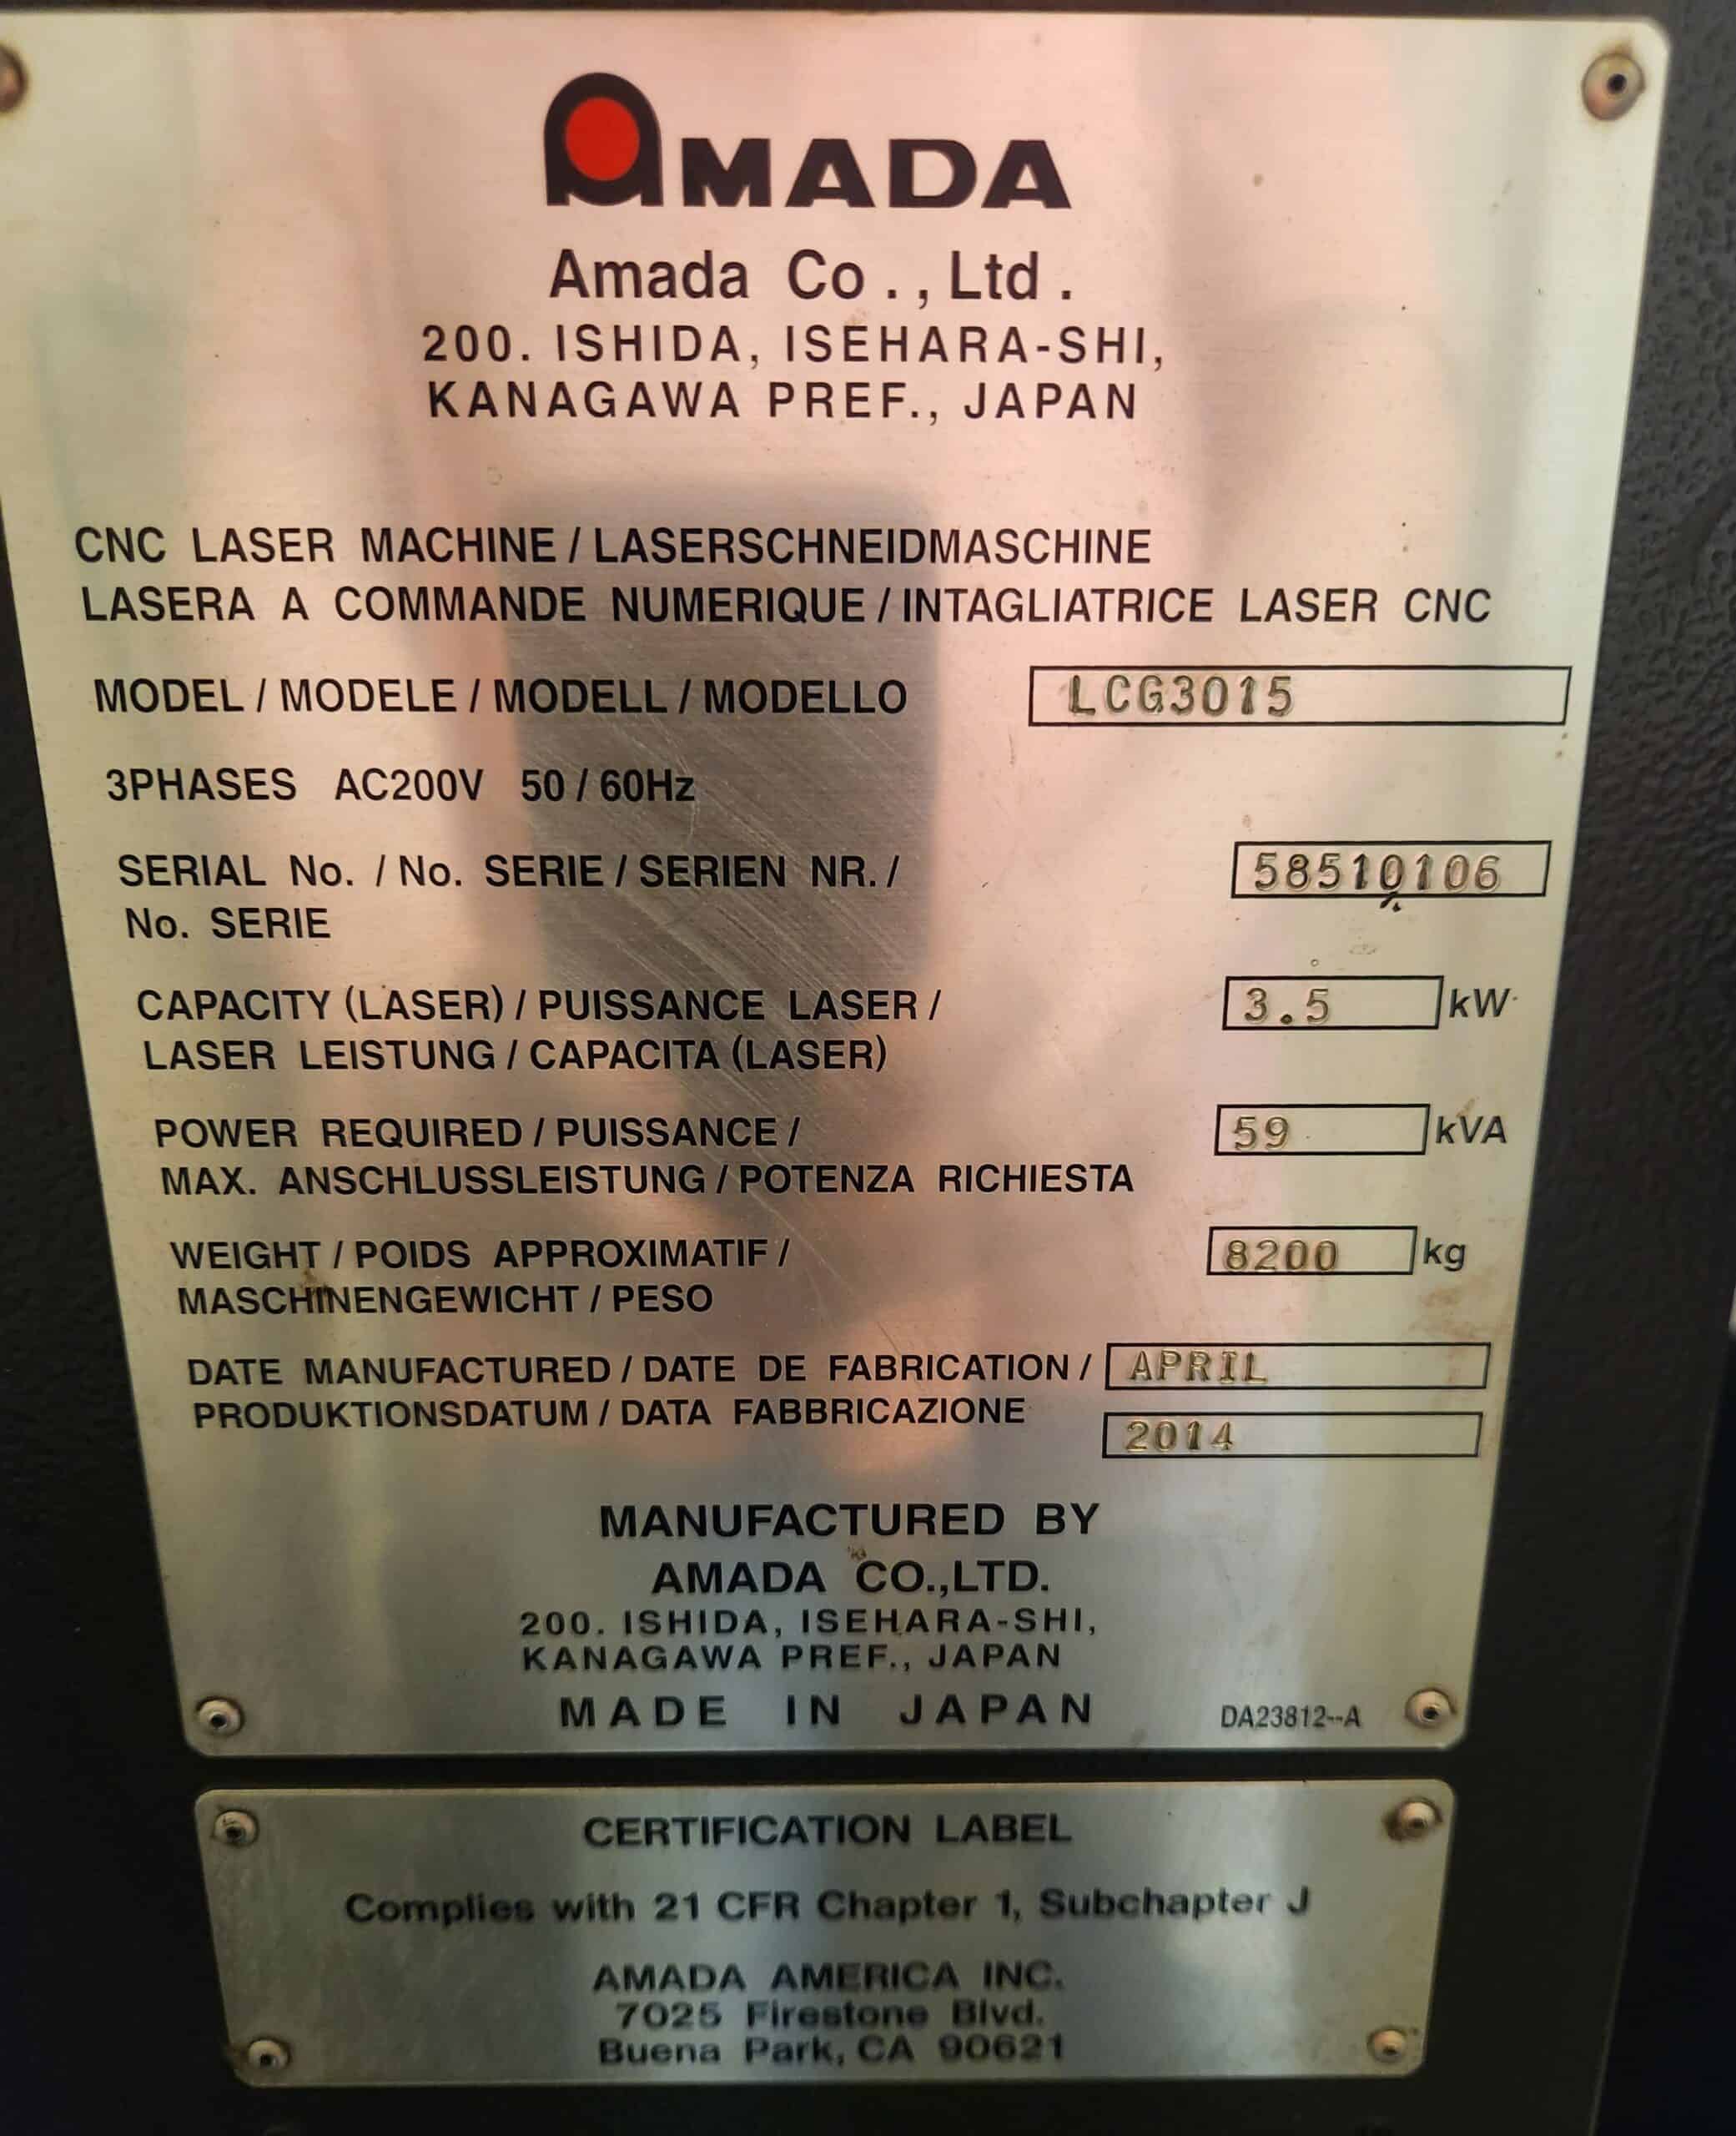 AMADA
Amada Co., Ltd.
200. ISHIDA, ISEHARA-SHI,
KANAGAWA PREF., JAPAN
CNC LASER MACHINE / LASERSCHNEIDMASCHINE
LASERA A COMMANDE NUMERIQUE / INTAGLIATRICE LASER CNC
MODEL / MODELE / MODELL / MODELLO LCG3015
3PHASES AC200V 50 / 60Hz
SERIAL No. / No. SERIE / SERIEN NR. / 58510106
No. SERIE
CAPACITY (LASER) / PUISSANCE LASER / 3.5 kW
LASER LEISTUNG / CAPACITA (LASER)
POWER REQUIRED / PUISSANCE / 59 kVA
MAX. ANSCHLUSSLEISTUNG / POTENZA RICHIESTA
WEIGHT / POIDS APPROXIMATIF / 8200 kg
MASCHINENGEWICHT / PESO
DATE MANUFACTURED / DATE DE FABRICATION / APRIL
PRODUKTIONSDATUM / DATA FABBRICAZIONE 2014
MANUFACTURED BY
AMADA CO.,LTD.
200. ISHIDA, ISEHARA-SHI,
KANAGAWA PREF., JAPAN
MADE IN JAPAN DA23812--A
CERTIFICATION LABEL
Complies with 21 CFR Chapter 1, Subchapter J
AMADA AMERICA INC.
7025 Firestone Blvd.
Buena Park, CA 90621